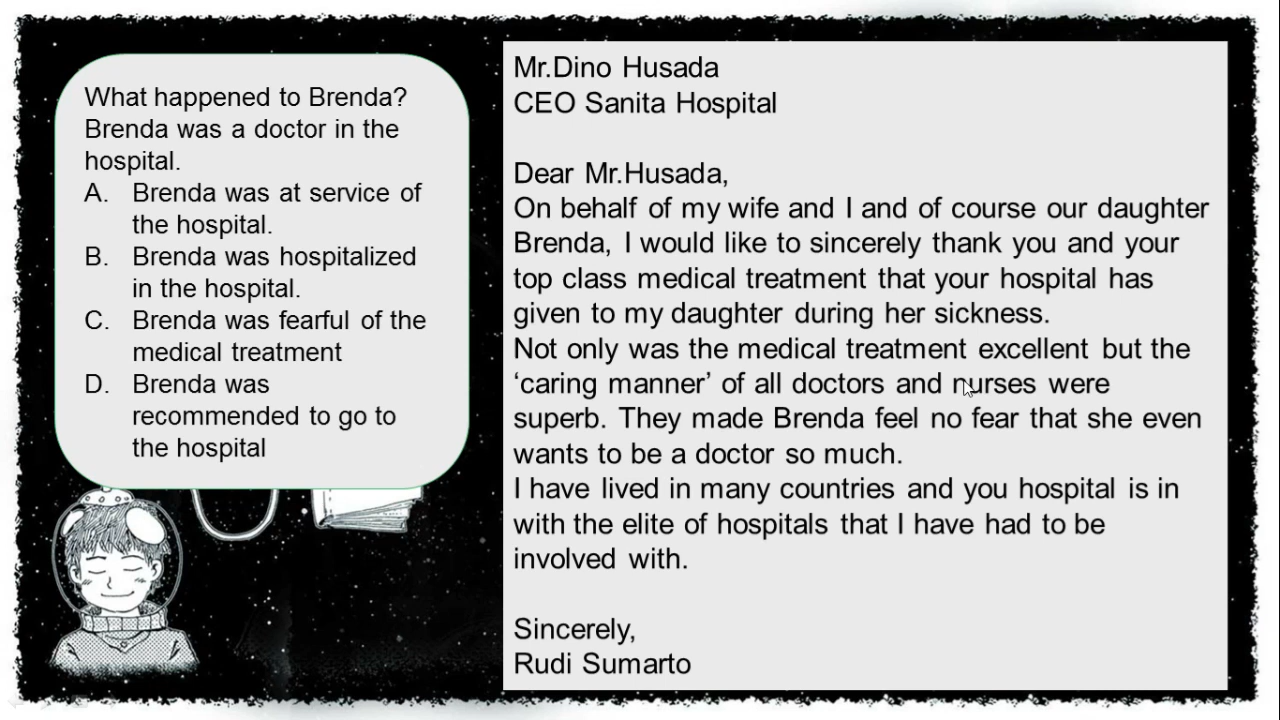 What happened to Brenda?
Brenda was a doctor in the
hospital.
A. Brenda was at service of
the hospital.
B. Brenda was hospitalized
in the hospital.
C. Brenda was fearful of the
medical treatment
D. Brenda was
recommended to go to
the hospital
Mr.Dino Husada
CEO Sanita Hospital
Dear Mr.Husada,
On behalf of my wife and I and of course our daughter
Brenda, I would like to sincerely thank you and your
top class medical treatment that your hospital has
given to my daughter during her sickness.
Not only was the medical treatment excellent but the
‘caring manner’ of all doctors and nurses were
superb. They made Brenda feel no fear that she even
wants to be a doctor so much.
I have lived in many countries and you hospital is in
with the elite of hospitals that I have had to be
involved with.
Sincerely,
Rudi Sumarto